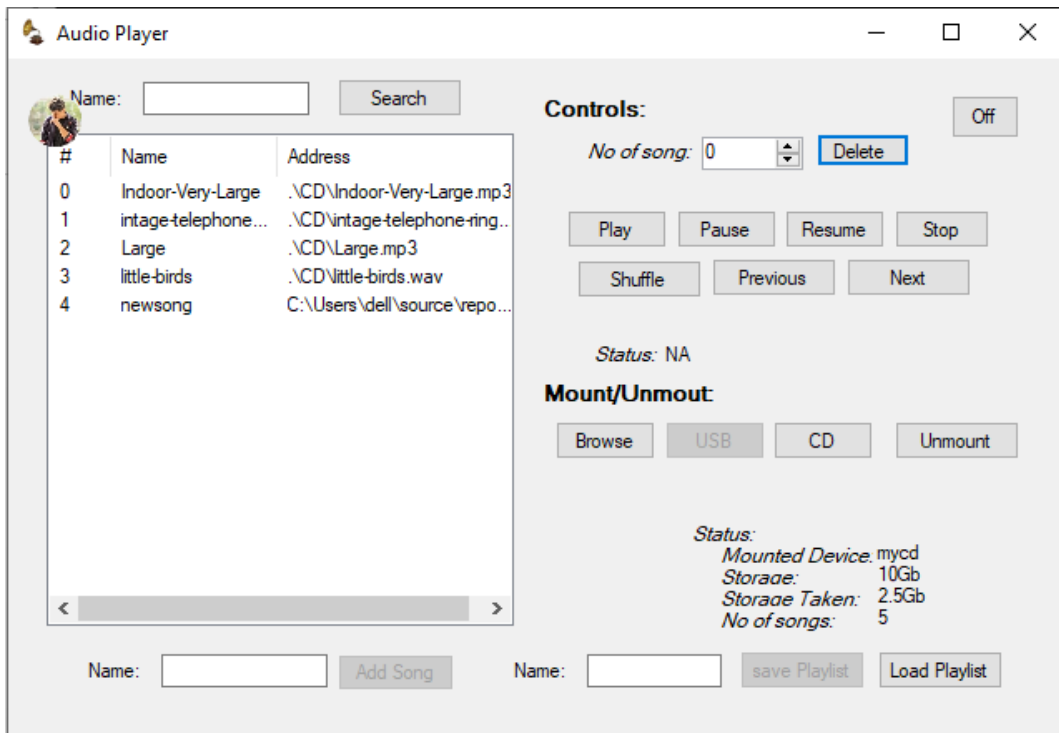 Audio Player
Name: Search
Controls:
Off
No of song: 0 Delete
# Name Address
0 Indoor-Very-Large .\CD\Indoor-Very-Large.mp3
1 intage-telephone... .\CD\intage-telephone-ring...
2 Large .\CD\Large.mp3
3 little-birds .\CD\little-birds.wav
4 newsong C:\Users\dell\source\repo...
Play Pause Resume Stop
Shuffle Previous Next
Status: NA
Mount/Unmout:
Browse USB CD Unmount
Status:
Mounted Device: mycd
Storage: 10Gb
Storage Taken: 2.5Gb
No of songs: 5
Name: Add Song Name: save Playlist Load Playlist